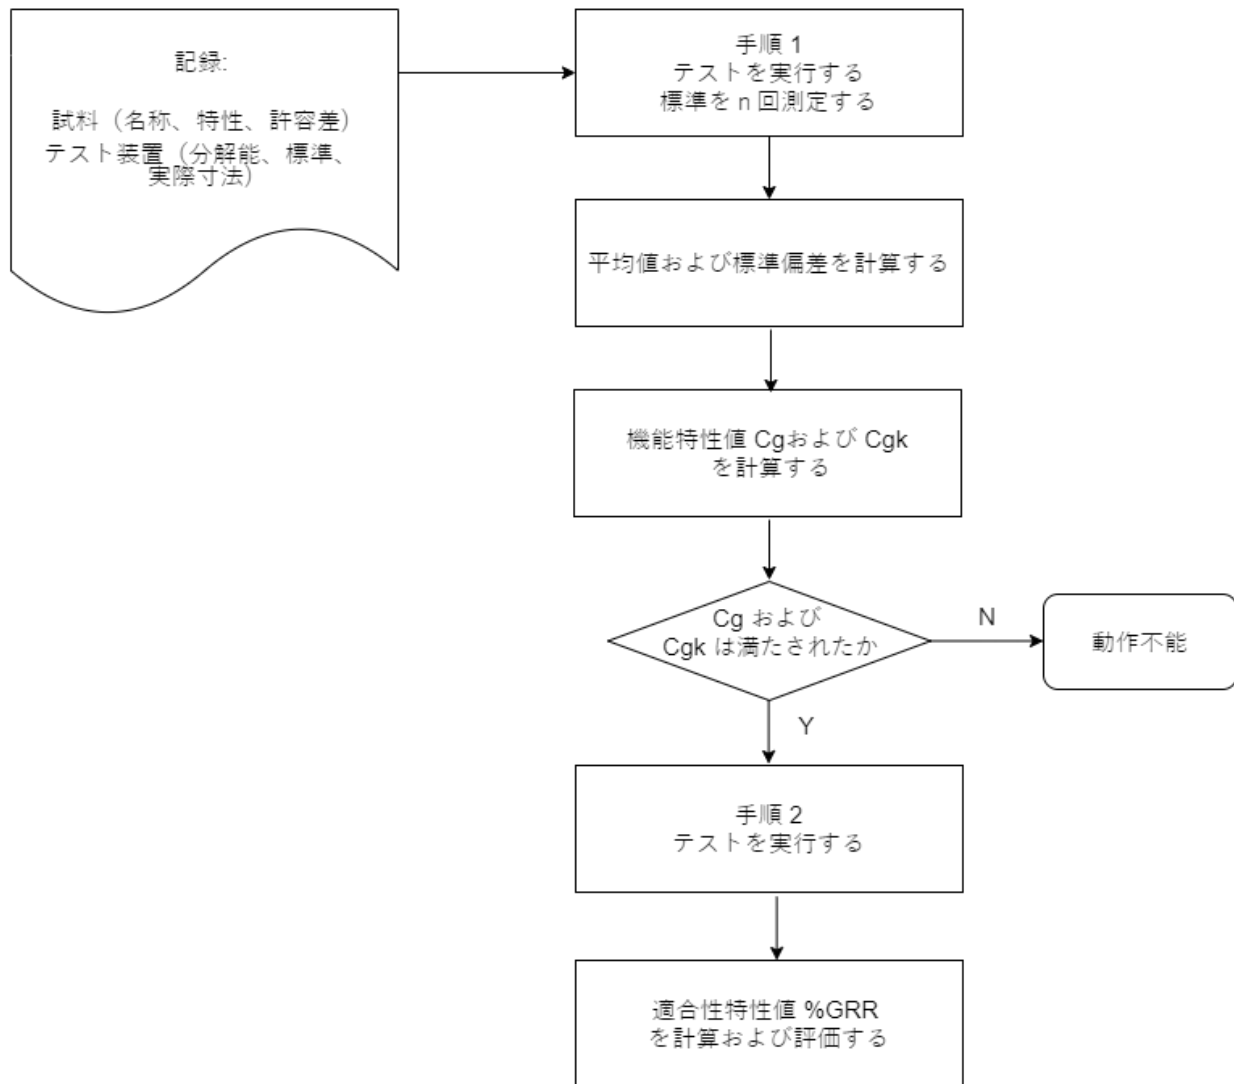 記録:
試料（名称、特性、許容差）
テスト装置（分解能、標準、
実際寸法）
手順 1
テストを実行する
標準を n 回測定する
平均値および標準偏差を計算する
機能特性値 Cgおよび Cgk
を計算する
Cg および
Cgk は満たされたか
N
動作不能
Y
手順 2
テストを実行する
適合性特性値 %GRR
を計算および評価する